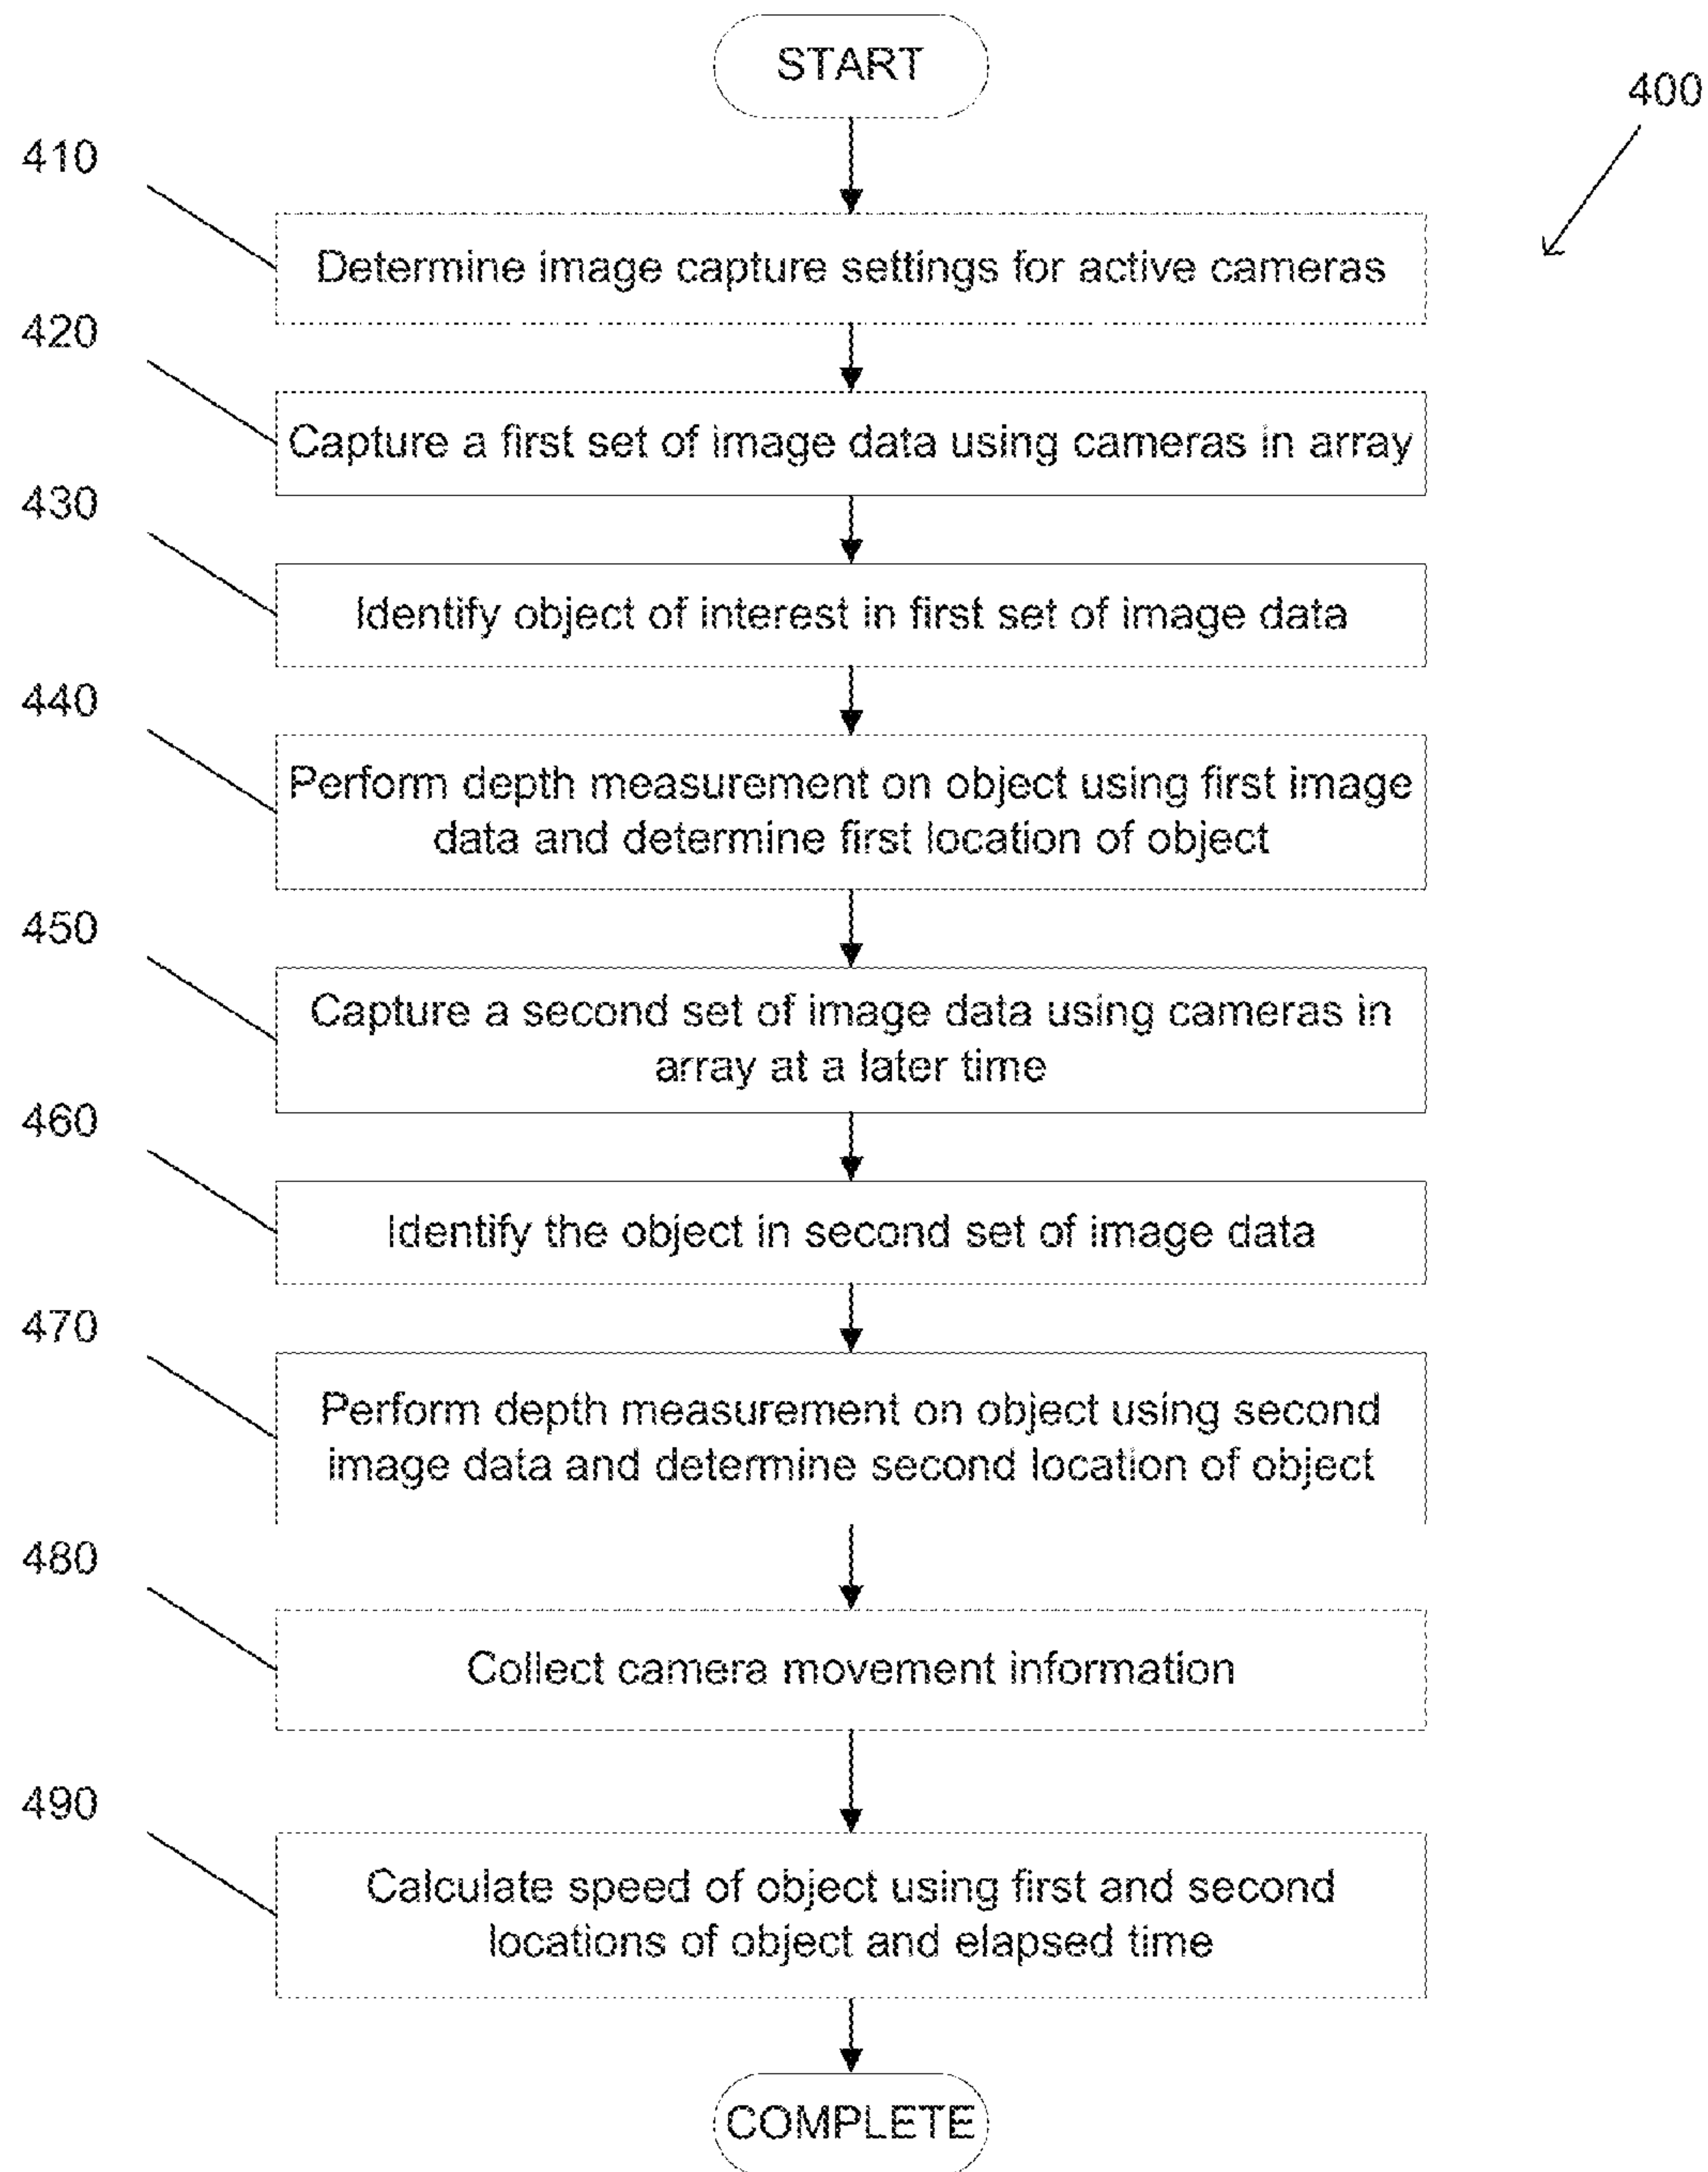 START
400
410
Determine image capture settings for active cameras
420
Capture a first set of image data using cameras in array
430
Identify object of interest in first set of image data
440
Perform depth measurement on object using first image
data and determine first location of object
450
Capture a second set of image data using cameras in
array at a later time
460
Identify the object in second set of image data
470
Perform depth measurement on object using second
image data and determine second location of object
480
Collect camera movement information
490
Calculate speed of object using first and second
locations of object and elapsed time
COMPLETE